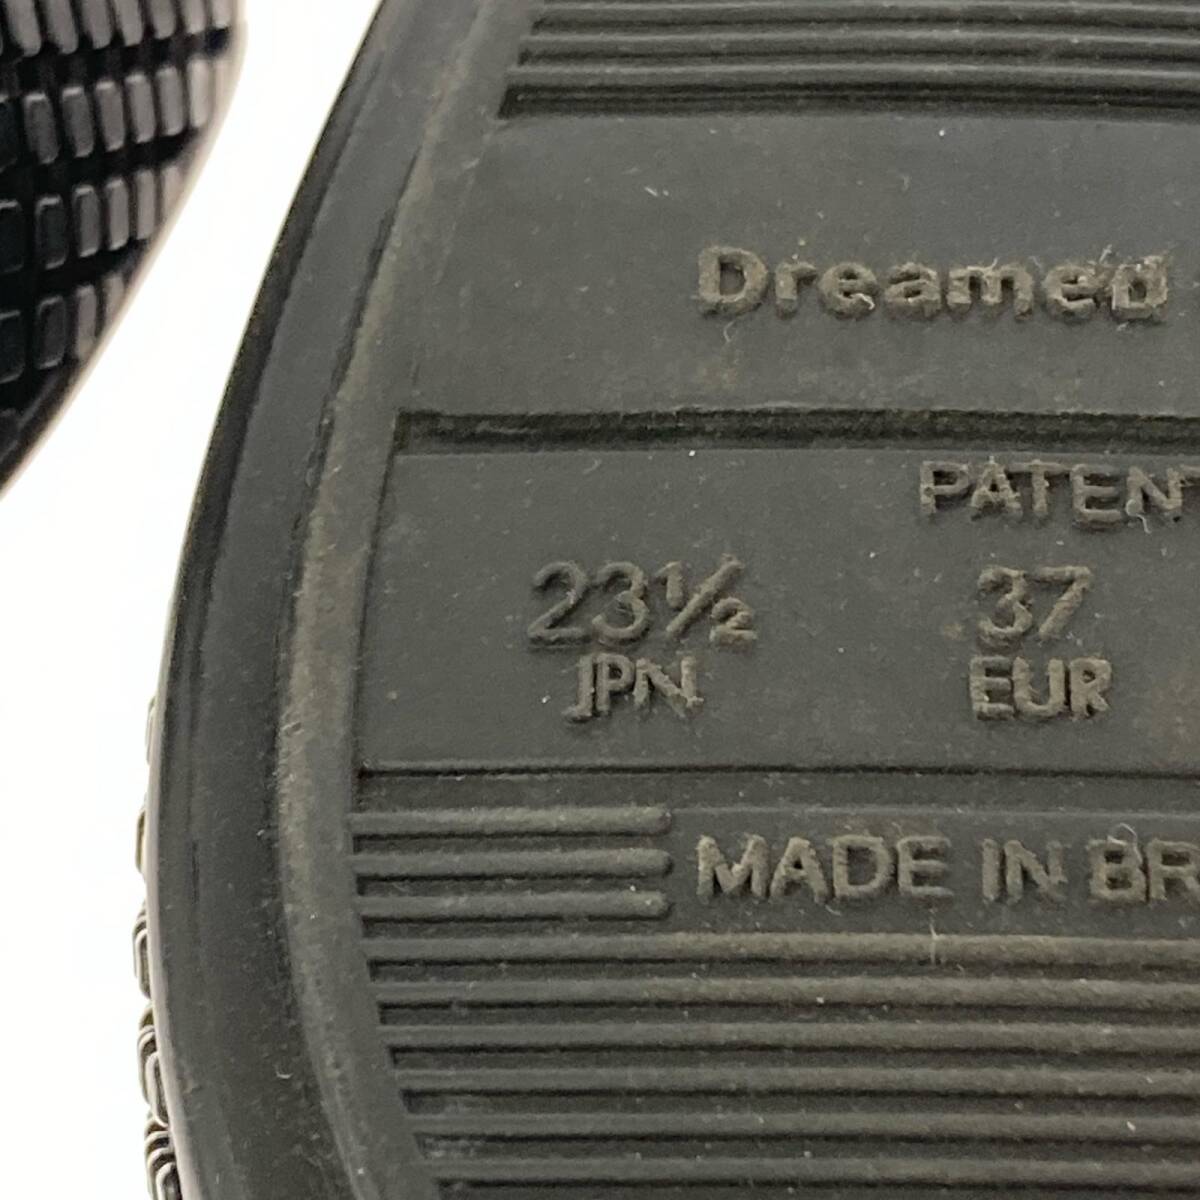 Dreamed
PATENT
23½ 37
JPN EUR
MADE IN BR